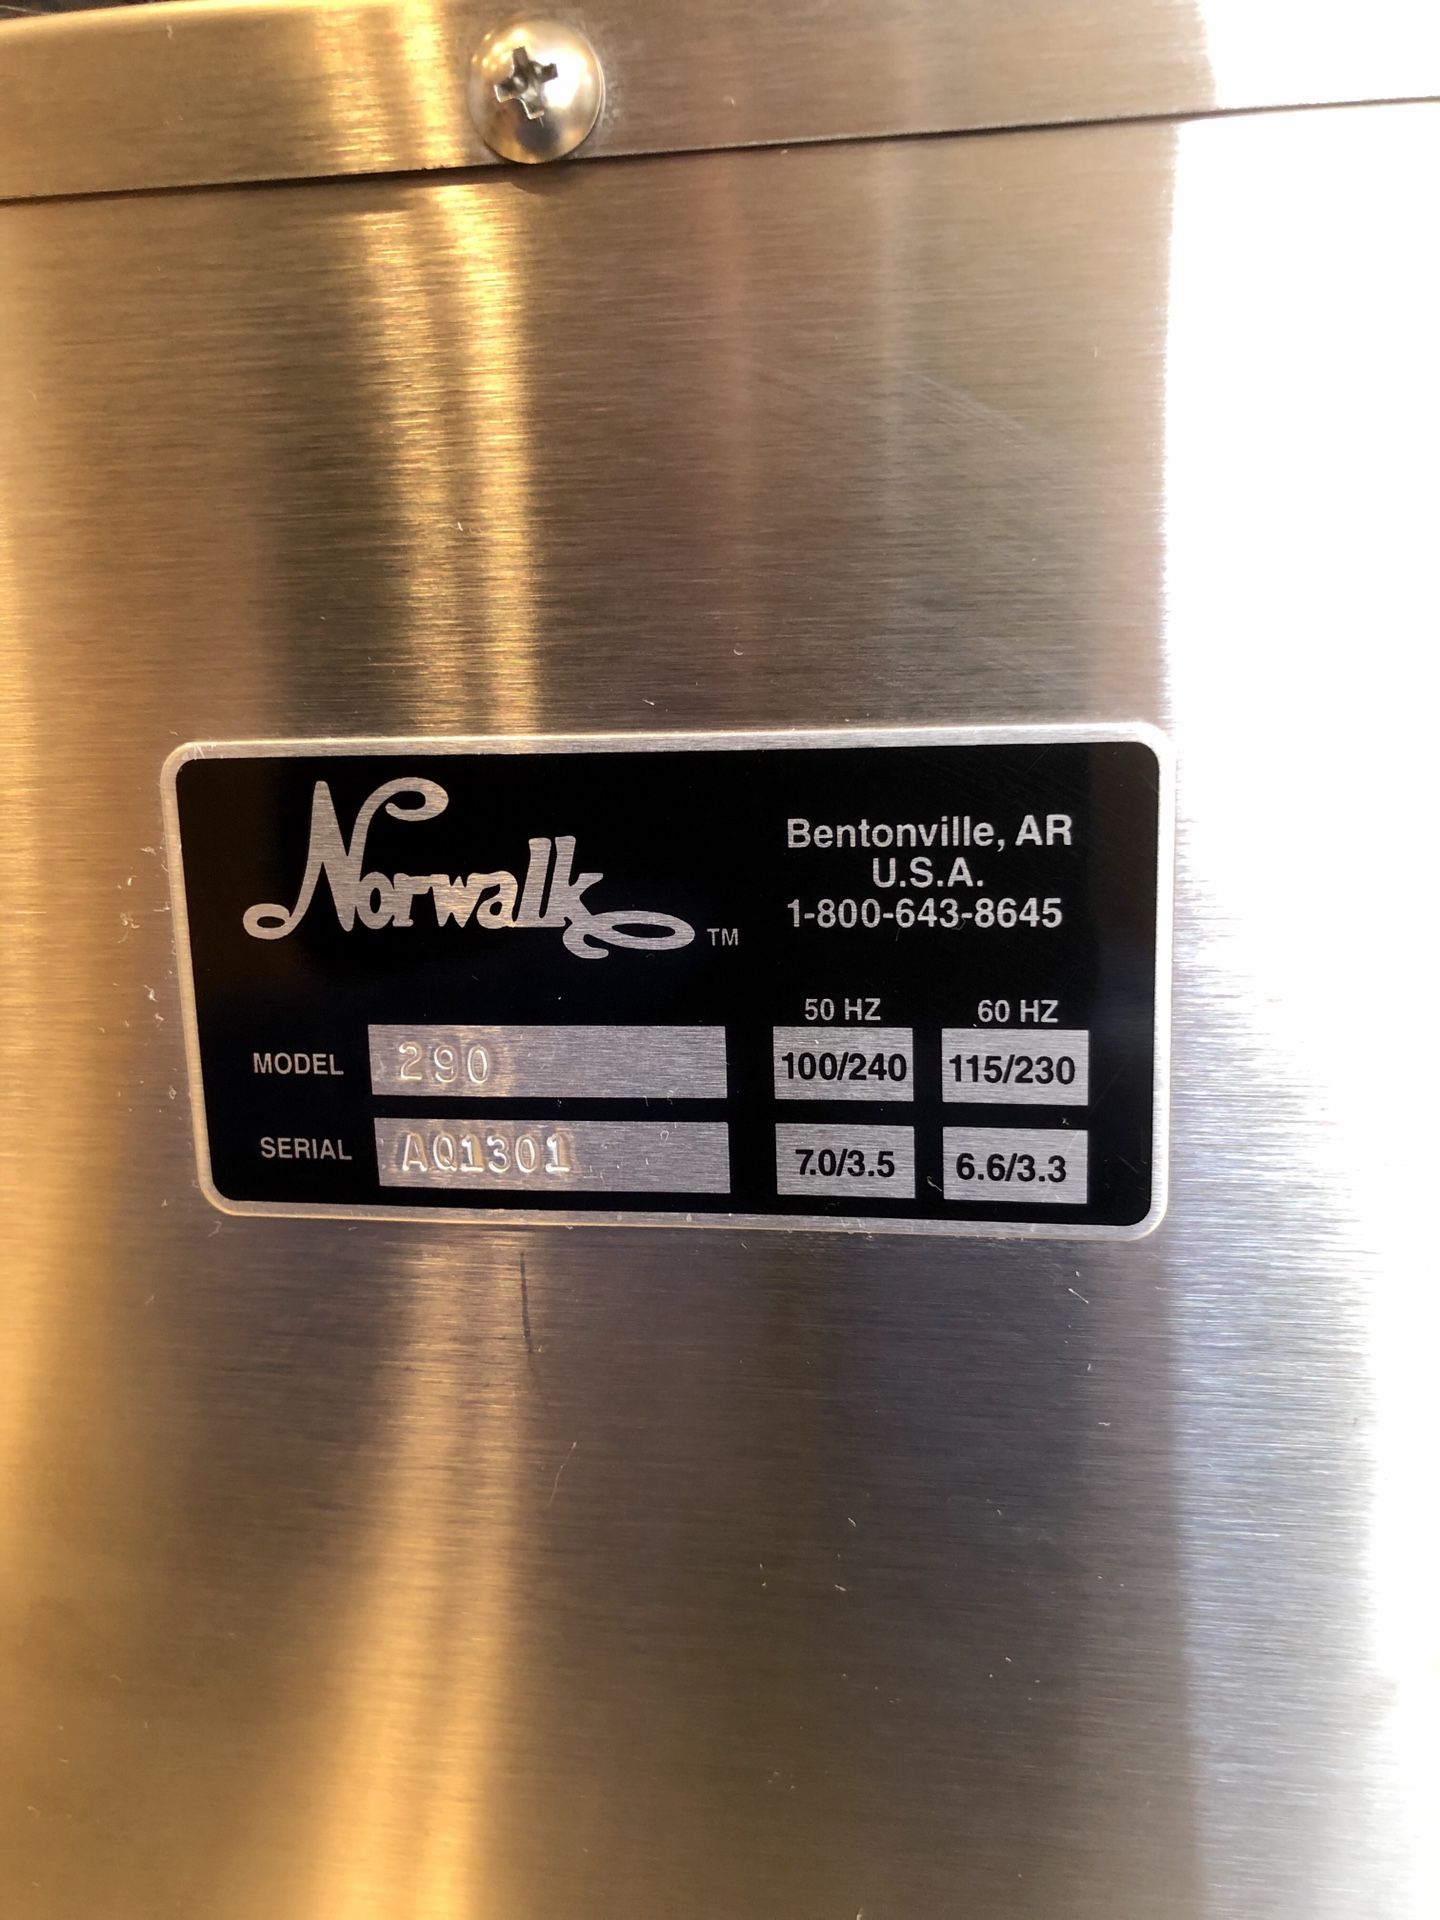 Norwalk ™
Bentonville, AR
U.S.A.
1-800-643-8645
50 HZ 60 HZ
MODEL 290 100/240 115/230
SERIAL AQ1301 7.0/3.5 6.6/3.3